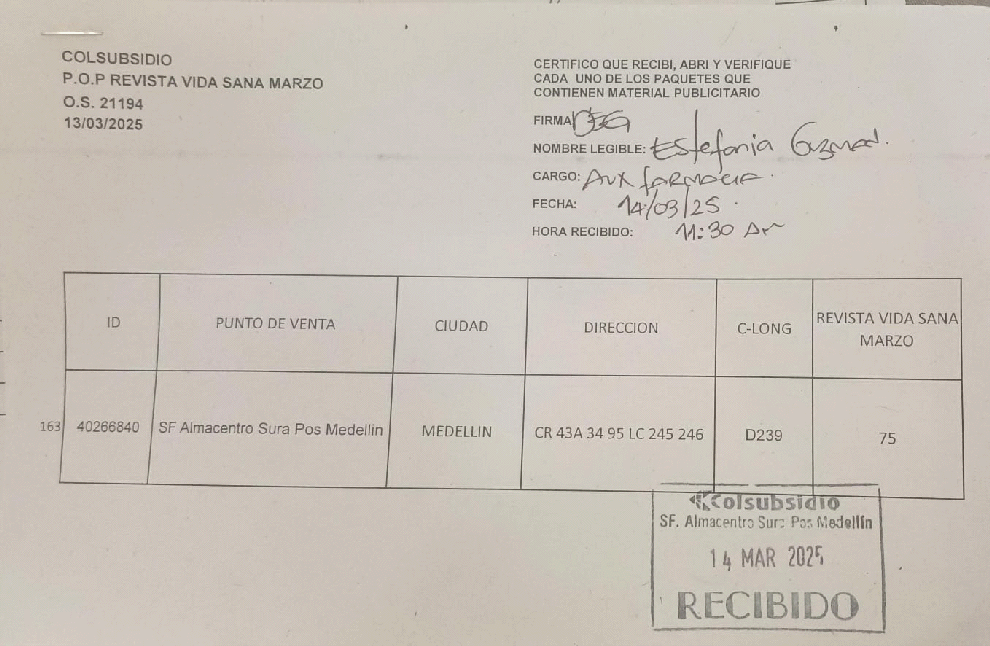 COLSUBSIDIO
P.O.P REVISTA VIDA SANA MARZO
O.S. 21194
13/03/2025
CERTIFICO QUE RECIBI, ABRI Y VERIFIQUE
CADA UNO DE LOS PAQUETES QUE
CONTIENEN MATERIAL PUBLICITARIO
FIRMA
NOMBRE LEGIBLE: Estefania
CARGO: Aux farmacia.
FECHA: 14/03/25.
HORA RECIBIDO: 11:30 Am
ID PUNTO DE VENTA CIUDAD DIRECCION C-LONG REVISTA VIDA SANA
MARZO
163 40266840 SF Almacentro Sura Pos Medellin MEDELLIN CR 43A 34 95 LC 245 246 D239 75
Colsubsidio
SF. Almacentro Sura Pos Medellín
14 MAR 2025
RECIBIDO